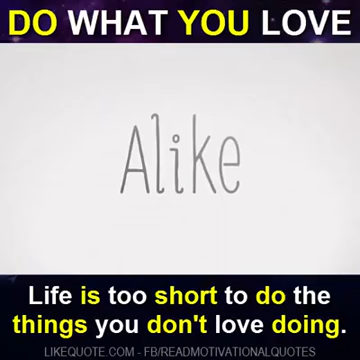 DO WHAT YOU LOVE
Alike
Life is too short to do the
things you don't love doing.
LIKEQUOTE.COM - FB/READMOTIVATIONALQUOTES